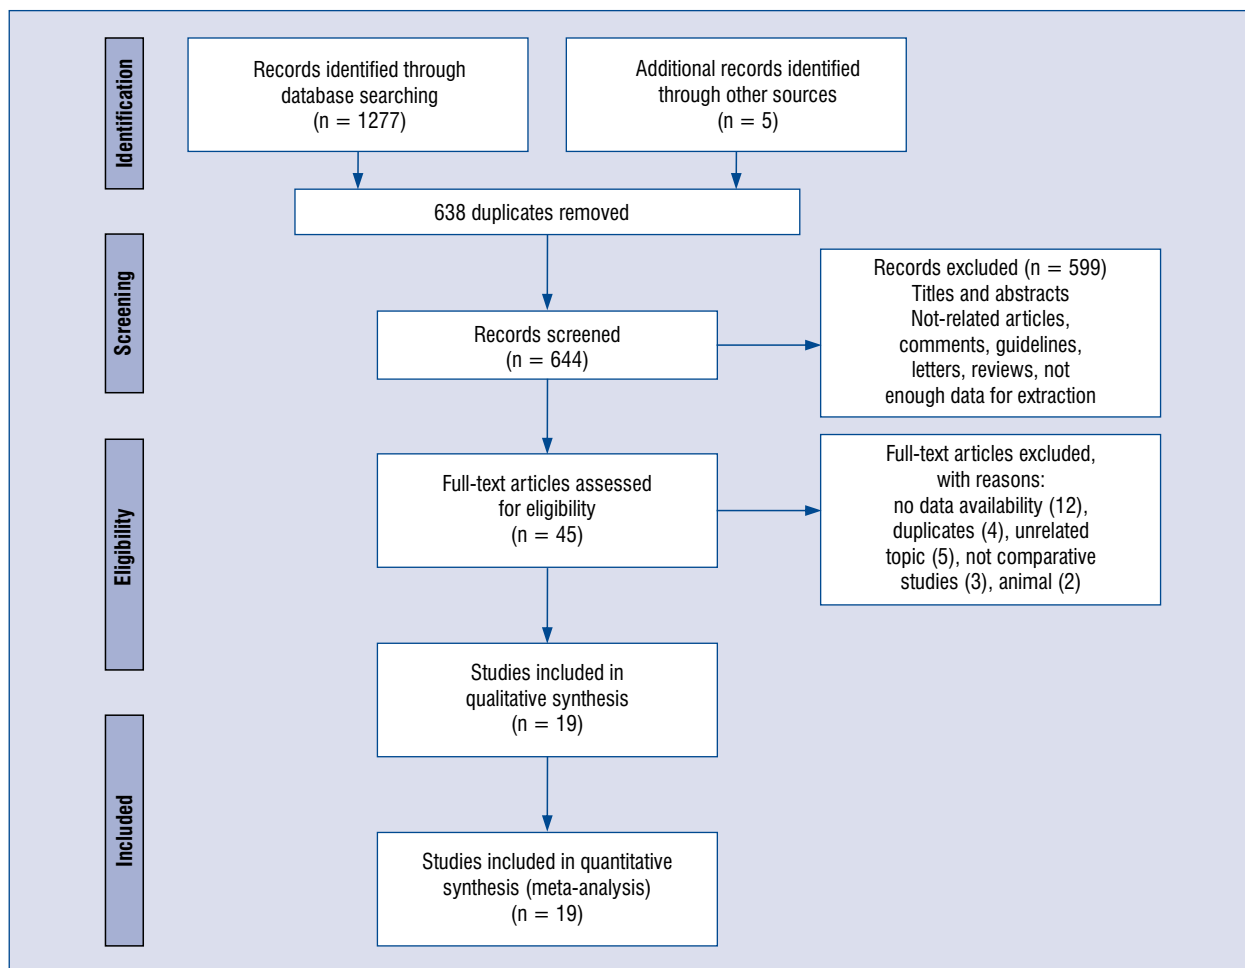 Identification
Records identified through
database searching
(n = 1277)
Additional records identified
through other sources
(n = 5)
638 duplicates removed
Screening
Records screened
(n = 644)
Records excluded (n = 599)
Titles and abstracts
Not-related articles,
comments, guidelines,
letters, reviews, not
enough data for extraction
Eligibility
Full-text articles assessed
for eligibility
(n = 45)
Full-text articles excluded,
with reasons:
no data availability (12),
duplicates (4), unrelated
topic (5), not comparative
studies (3), animal (2)
Studies included in
qualitative synthesis
(n = 19)
Included
Studies included in quantitative
synthesis (meta-analysis)
(n = 19)